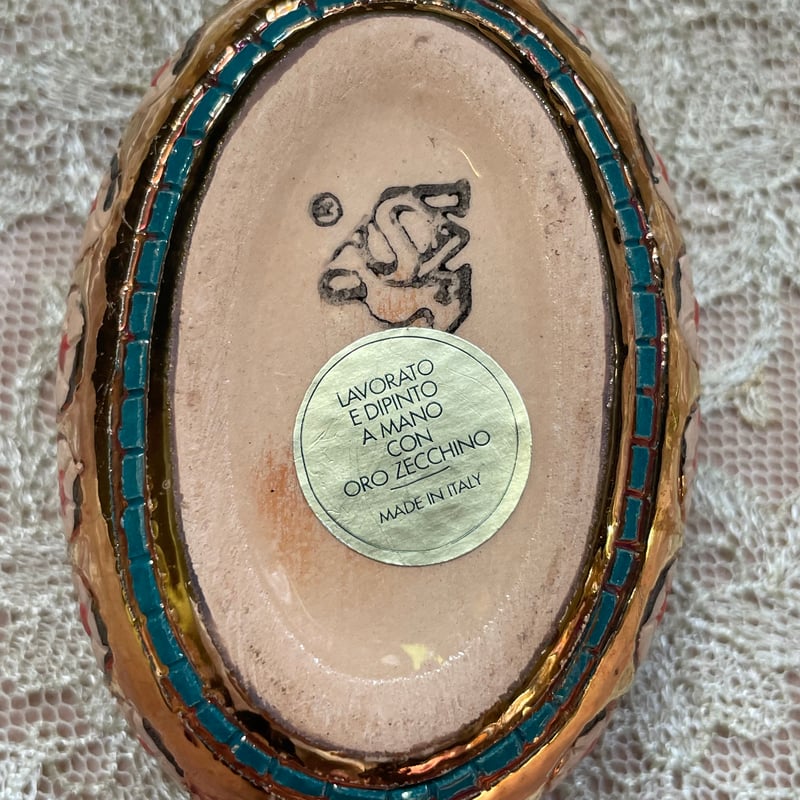 LAVORATO
E DIPINTO
A MANO
CON
ORO ZECCHINO
MADE IN ITALY